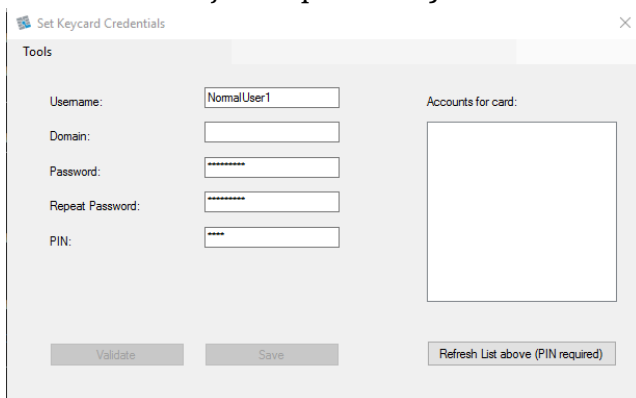 Set Keycard Credentials
Tools
Username:
NormalUser1
Accounts for card:
Domain:
Password:
*********
Repeat Password:
*********
PIN:
****
Validate
Save
Refresh List above (PIN required)